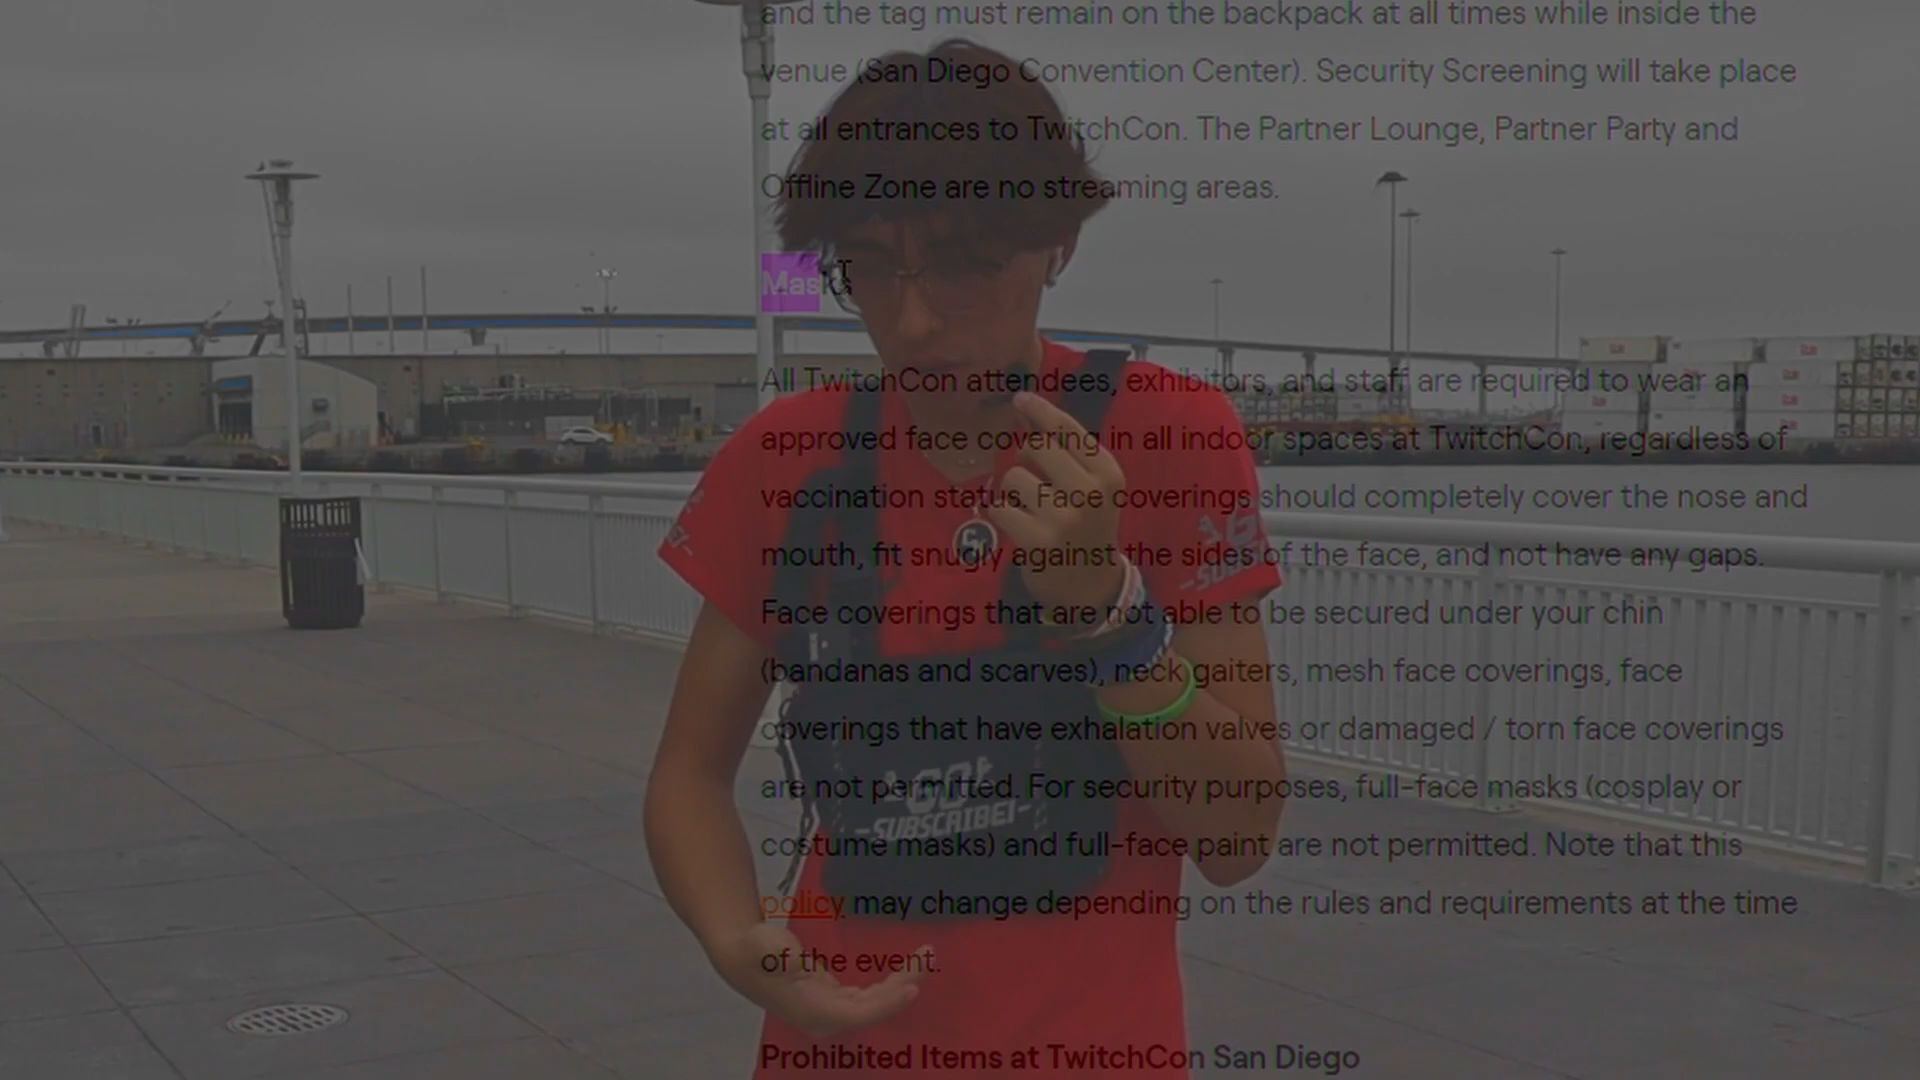 and the tag must remain on the backpack at all times while inside the
venue (San Diego Convention Center). Security Screening will take place
at all entrances to TwitchCon. The Partner Lounge, Partner Party and
Offline Zone are no streaming areas.
Masks
All TwitchCon attendees, exhibitors, and staff are required to wear an
approved face covering in all indoor spaces at TwitchCon., regardless of
vaccination status. Face coverings should completely cover the nose and
mouth, fit snugly against the sides of the face, and not have any gaps.
Face coverings that are not able to be secured under your chin
(bandanas and scarves), neck gaiters, mesh face coverings, face
coverings that have exhalation valves or damaged / torn face coverings
are not permitted. For security purposes, full-face masks (cosplay or
costume masks) and full-face paint are not permitted. Note that this
policy may change depending on the rules and requirements at the time
of the event.
Prohibited Items at TwitchCon San Diego
GO!
-SUBSCRIBE!-